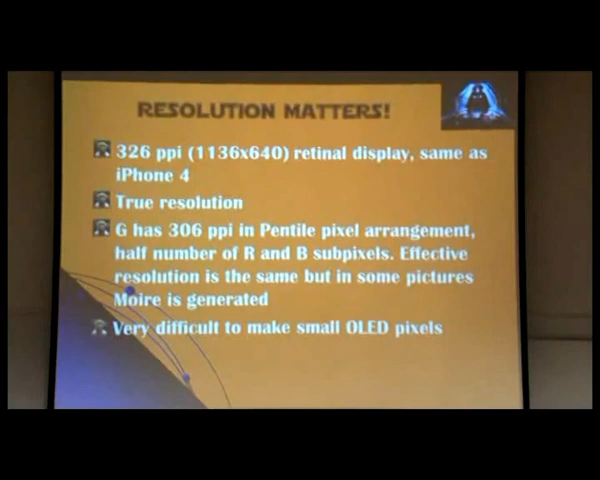 RESOLUTION MATTERS!
326 ppi (1136x640) retinal display, same as
iPhone 4
True resolution
G has 306 ppi in Pentile pixel arrangement,
half number of R and B subpixels. Effective
resolution is the same but in some pictures
Moire is generated
Very difficult to make small OLED pixels